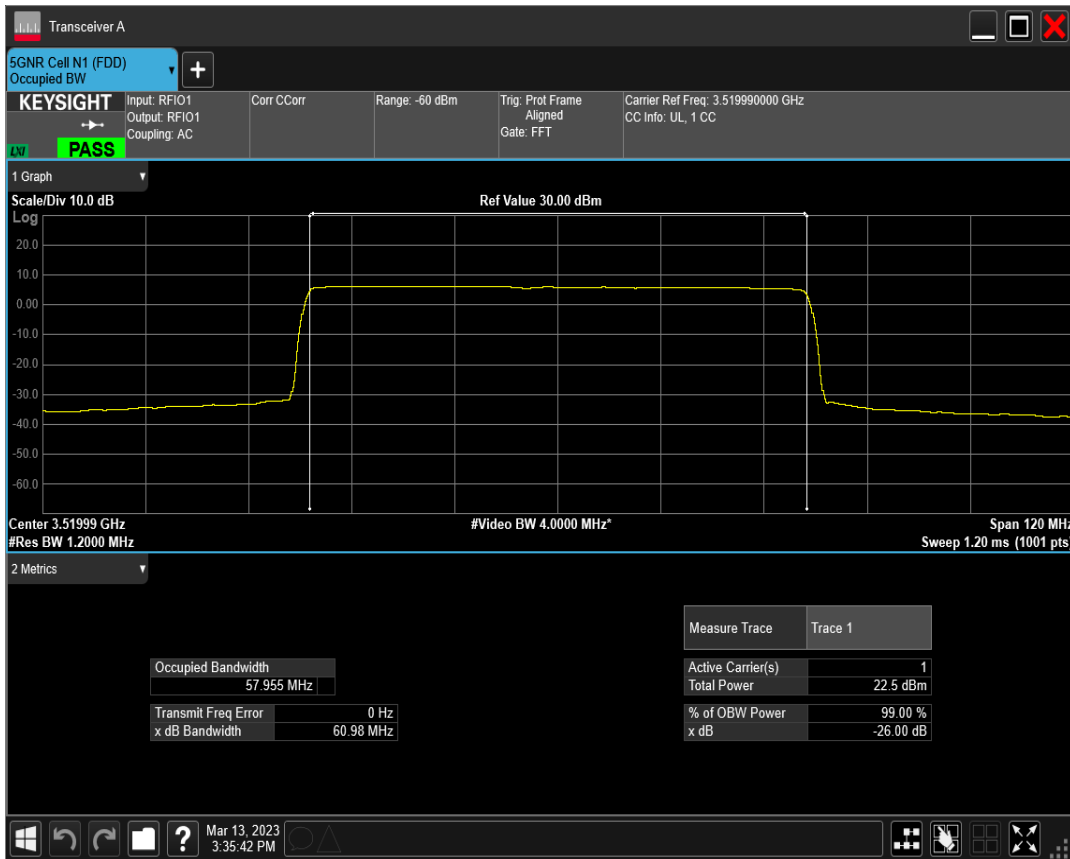 Transceiver A
5GNR Cell N1 (FDD)
Occupied BW
+
KEYSIGHT
LXI
PASS
Input: RFIO1
Output: RFIO1
Coupling: AC
Corr CCorr
Range: -60 dBm
Trig: Prot Frame
Aligned
Gate: FFT
Carrier Ref Freq: 3.519990000 GHz
CC Info: UL, 1 CC
1 Graph
Scale/Div 10.0 dB
Ref Value 30.00 dBm
Log
20.0
10.0
0.00
-10.0
-20.0
-30.0
-40.0
-50.0
-60.0
Center 3.51999 GHz
#Video BW 4.0000 MHz*
Span 120 MHz
#Res BW 1.2000 MHz
Sweep 1.20 ms (1001 pts)
2 Metrics
Measure Trace Trace 1
Occupied Bandwidth
57.955 MHz
Transmit Freq Error 0 Hz
x dB Bandwidth 60.98 MHz
Active Carrier(s) 1
Total Power 22.5 dBm
% of OBW Power 99.00 %
x dB -26.00 dB
?
Mar 13, 2023
3:35:42 PM